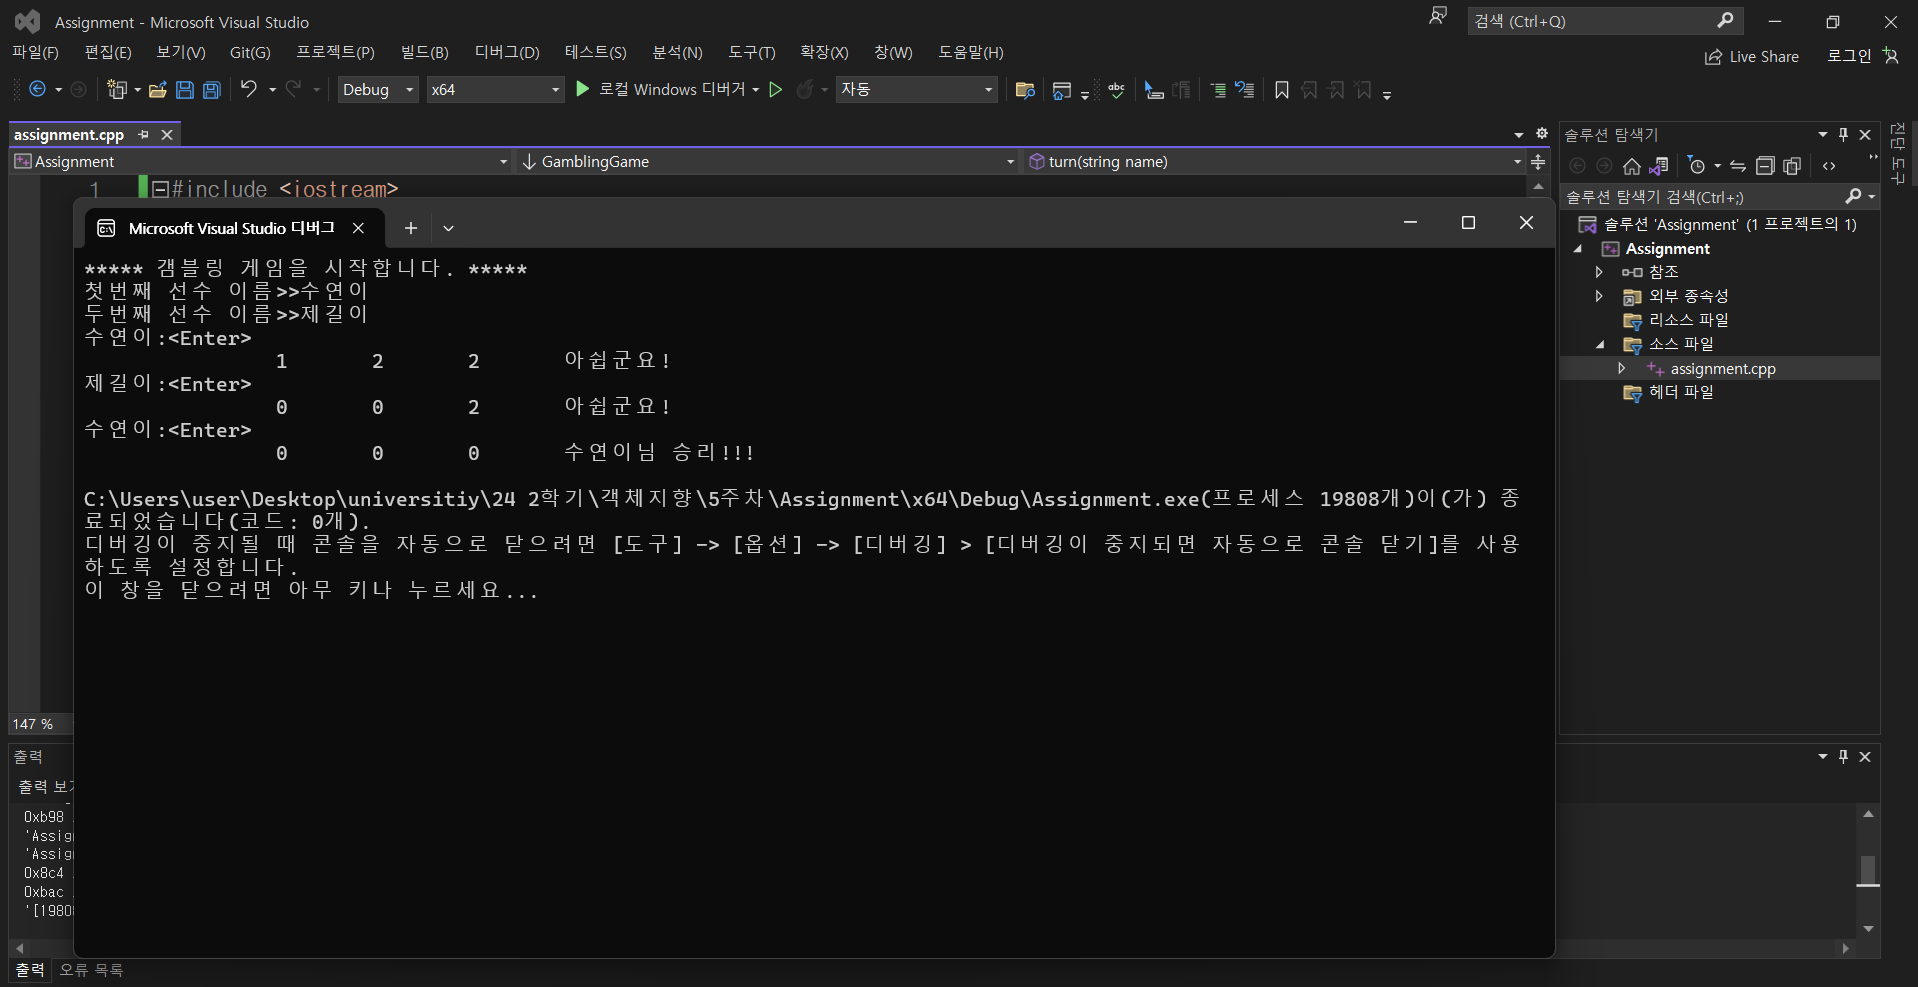 Assignment - Microsoft Visual Studio
검색 (Ctrl+Q)
파일(F) 편집(E) 보기(V) Git(G) 프로젝트(P) 빌드(B) 디버그(D) 테스트(S) 분석(N) 도구(T) 확장(X) 창(W) 도움말(H)
Live Share 로그인
Debug x64 로컬 Windows 디버거 자동
assignment.cpp
Assignment GamblingGame turn(string name)
1 #include <iostream>
Microsoft Visual Studio 디버그
***** 갬블링 게임을 시작합니다. *****
첫번째 선수 이름>>수연이
두번째 선수 이름>>제길이
수연이:<Enter>
1 2 2 아쉽군요!
제길이:<Enter>
0 0 2 아쉽군요!
수연이:<Enter>
0 0 0 수연이님 승리!!!
C:\Users\user\Desktop\universitiy\24 2학기\객체지향\5주차\Assignment\x64\Debug\Assignment.exe(프로세스 19808개)이(가) 종
료되었습니다(코드: 0개).
디버깅이 중지될 때 콘솔을 자동으로 닫으려면 [도구] -> [옵션] -> [디버깅] > [디버깅이 중지되면 자동으로 콘솔 닫기]를 사용
하도록 설정합니다.
이 창을 닫으려면 아무 키나 누르세요...
147 %
출력
출력 보기
0xb98
'Assign
'Assign
0x8c4
0xbac
'[19808
출력 오류 목록
솔루션 탐색기
솔루션 탐색기 검색(Ctrl+;)
솔루션 'Assignment' (1 프로젝트의 1)
Assignment
참조
외부 종속성
리소스 파일
소스 파일
assignment.cpp
헤더 파일
진단 도구